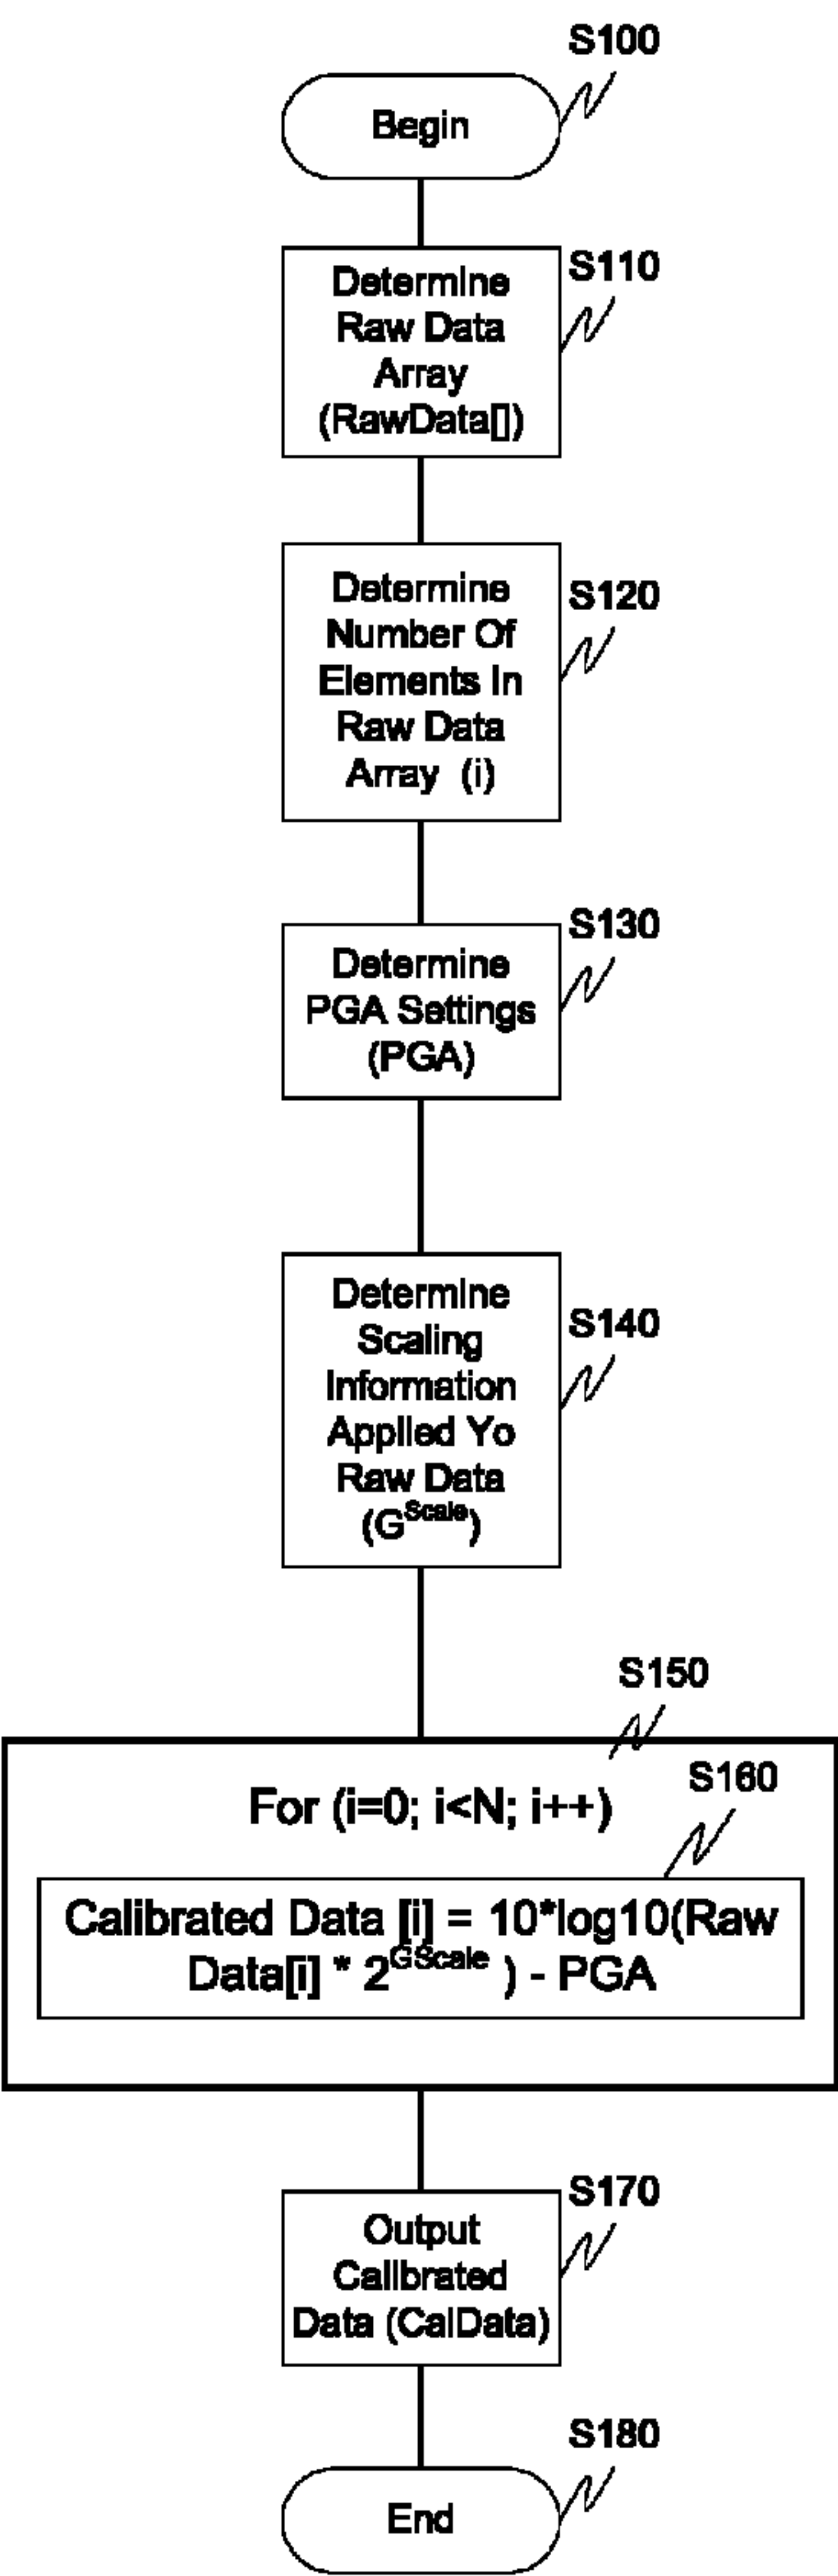 S100
Begin
S110
Determine
Raw Data
Array
(RawData[])
S120
Determine
Number Of
Elements In
Raw Data
Array (i)
S130
Determine
PGA Settings
(PGA)
S140
Determine
Scaling
Information
Applied Yo
Raw Data
(G^Scale)
S150
For (i=0; i<N; i++)
S160
Calibrated Data [i] = 10*log10(Raw
Data[i] * 2^GScale ) - PGA
S170
Output
Calibrated
Data (CalData)
S180
End